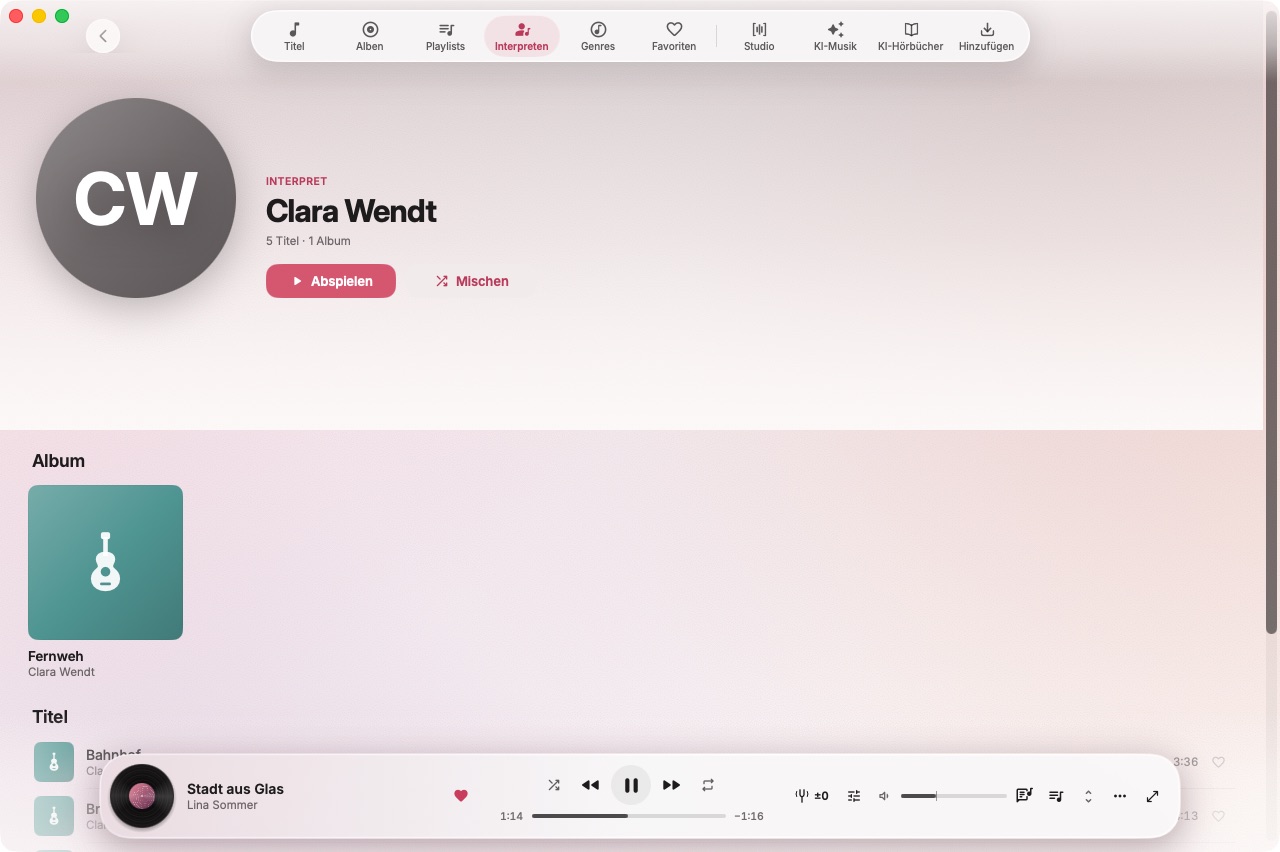 Titel
Alben
Playlists
Interpreten
Genres
Favoriten
Studio
KI-Musik
KI-Hörbücher
Hinzufügen
CW
INTERPRET
Clara Wendt
5 Titel · 1 Album
Abspielen
Mischen
Album
Fernweh
Clara Wendt
Titel
Bahnhof
3:36
Stadt aus Glas
Lina Sommer
1:14
−1:16
±0